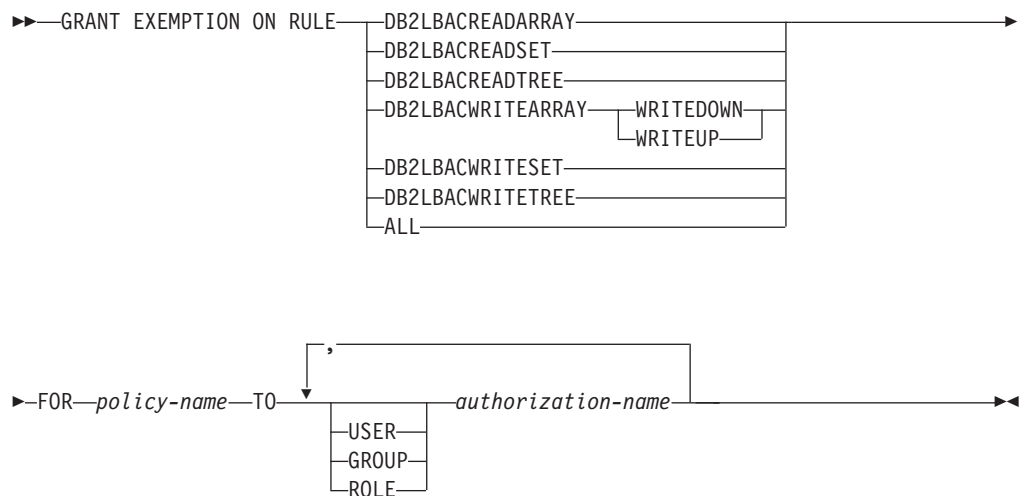 GRANT EXEMPTION ON RULE DB2LBACREADARRAY
DB2LBACREADSET
DB2LBACREADTREE
DB2LBACWRITEARRAY WRITEDOWN
WRITEUP
DB2LBACWRITESET
DB2LBACWRITETREE
ALL
,
FOR policy-name TO authorization-name
USER
GROUP
ROLE